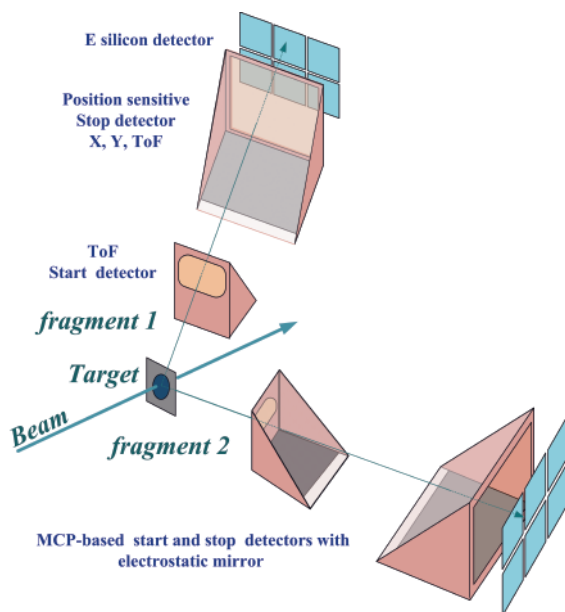 E silicon detector
Position sensitive
Stop detector
X, Y, ToF
ToF
Start detector
fragment 1
Target
Beam
fragment 2
MCP-based start and stop detectors with
electrostatic mirror